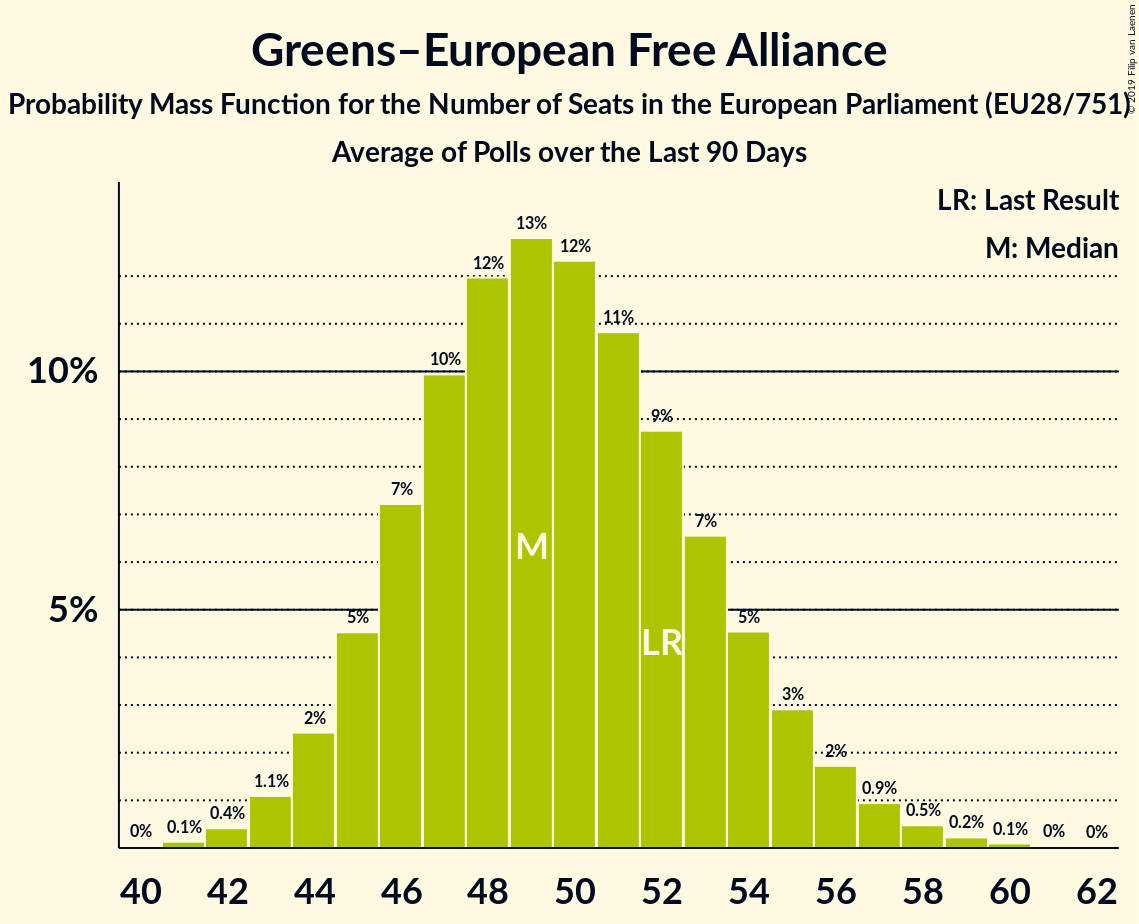 Greens–European Free Alliance
Probability Mass Function for the Number of Seats in the European Parliament (EU28/751)
Average of Polls over the Last 90 Days
© 2019 Filip van Laenen
LR: Last Result
M: Median
13%
12%
12%
11%
10%
10%
9%
7%
7%
M
5%
5%
5%
LR
3%
2%
2%
1.1%
0.9%
0.4%
0.5%
0%
0.1%
0.2%
0.1%
0%
0%
40 42 44 46 48 50 52 54 56 58 60 62